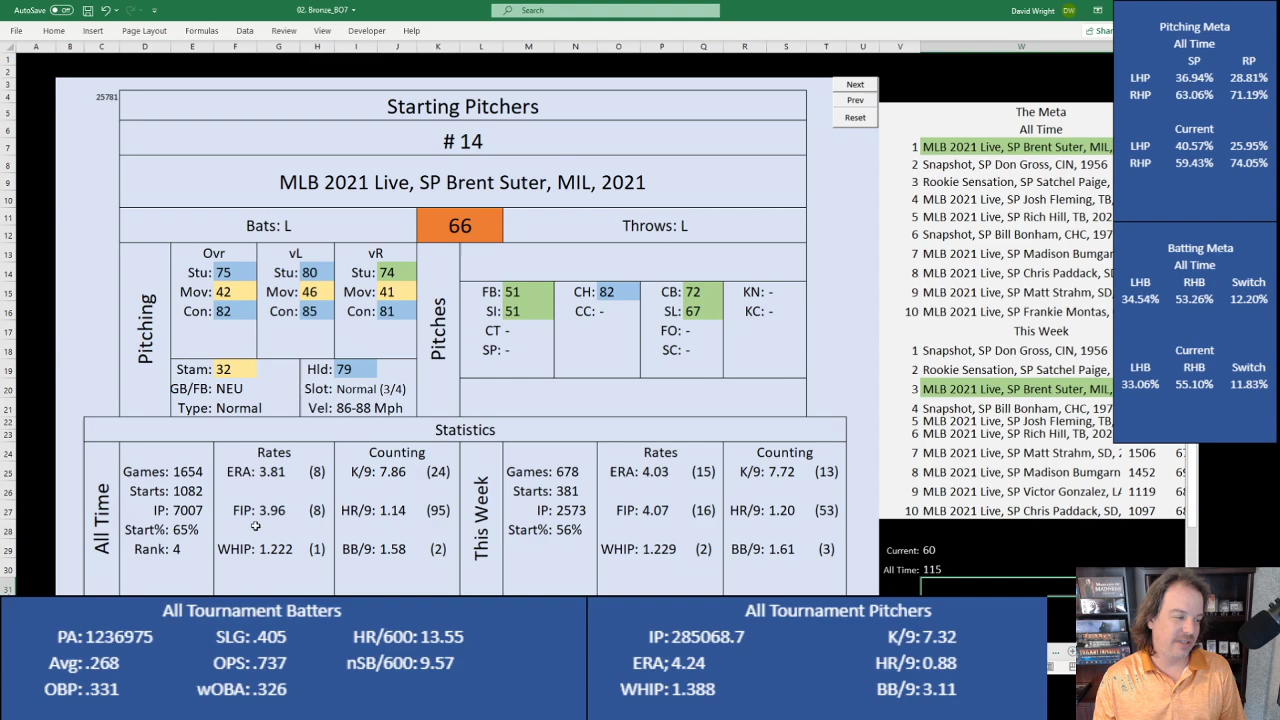 AutoSave Off 02. Bronze_BO7 Search David Wright DW
File Home Insert Page Layout Formulas Data Review View Developer Help Shar
A B C D E F G H I J K L M N O P Q R S T U V W
25781 Starting Pitchers
# 14
MLB 2021 Live, SP Brent Suter, MIL, 2021
Bats: L 66 Throws: L
Next
Prev
Reset
Pitching
Ovr vL vR
Stu: 75 Stu: 80 Stu: 74
Mov: 42 Mov: 46 Mov: 41
Con: 82 Con: 85 Con: 81
Stam: 32 Hld: 79
GB/FB: NEU Slot: Normal (3/4)
Type: Normal Vel: 86-88 Mph
Pitches
FB: 51 CH: 82 CB: 72 KN: -
SI: 51 CC: - SL: 67 KC: -
CT - FO: -
SP: - SC: -
Statistics
All Time
Rates Counting
Games: 1654 ERA: 3.81 (8) K/9: 7.86 (24)
Starts: 1082
IP: 7007 FIP: 3.96 (8) HR/9: 1.14 (95)
Start%: 65%
Rank: 4 WHIP: 1.222 (1) BB/9: 1.58 (2)
This Week
Rates Counting
Games: 678 ERA: 4.03 (15) K/9: 7.72 (13)
Starts: 381
IP: 2573 FIP: 4.07 (16) HR/9: 1.20 (53)
Start%: 56%
WHIP: 1.229 (2) BB/9: 1.61 (3)
The Meta
All Time
1 MLB 2021 Live, SP Brent Suter, MIL,
2 Snapshot, SP Don Gross, CIN, 1956
3 Rookie Sensation, SP Satchel Paige,
4 MLB 2021 Live, SP Josh Fleming, TB,
5 MLB 2021 Live, SP Rich Hill, TB, 202
6 Snapshot, SP Bill Bonham, CHC, 197
7 MLB 2021 Live, SP Madison Bumgar
8 MLB 2021 Live, SP Chris Paddack, SD
9 MLB 2021 Live, SP Matt Strahm, SD,
10 MLB 2021 Live, SP Frankie Montas,
This Week
1 Snapshot, SP Don Gross, CIN, 1956
2 Rookie Sensation, SP Satchel Paige,
3 MLB 2021 Live, SP Brent Suter, MIL,
4 Snapshot, SP Bill Bonham, CHC, 197
5 MLB 2021 Live, SP Josh Fleming, TB,
6 MLB 2021 Live, SP Rich Hill, TB, 202
7 MLB 2021 Live, SP Matt Strahm, SD, 1506 67
8 MLB 2021 Live, SP Madison Bumgarn 1452 69
9 MLB 2021 Live, SP Victor Gonzalez, LA 1119 68
10 MLB 2021 Live, SP Chris Paddack, SD 1097 68
Current: 60
All Time: 115
Pitching Meta
All Time
SP RP
LHP 36.94% 28.81%
RHP 63.06% 71.19%
Current
LHP 40.57% 25.95%
RHP 59.43% 74.05%
Batting Meta
All Time
LHB RHB Switch
34.54% 53.26% 12.20%
Current
LHB RHB Switch
33.06% 55.10% 11.83%
All Tournament Batters
PA: 1236975 SLG: .405 HR/600: 13.55
Avg: .268 OPS: .737 nSB/600: 9.57
OBP: .331 wOBA: .326
All Tournament Pitchers
IP: 285068.7 K/9: 7.32
ERA; 4.24 HR/9: 0.88
WHIP: 1.388 BB/9: 3.11